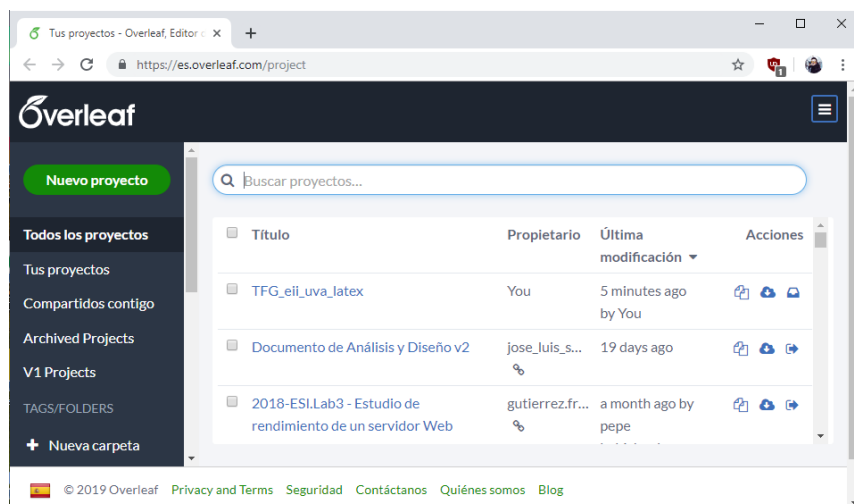 Tus proyectos - Overleaf, Editor
https://es.overleaf.com/project
1
Overleaf
Nuevo proyecto
Buscar proyectos...
Todos los proyectos
Tus proyectos
Compartidos contigo
Archived Projects
V1 Projects
TAGS/FOLDERS
Nueva carpeta
Título Propietario Última modificación Acciones
TFG_eii_uva_latex You 5 minutes ago
by You
Documento de Análisis y Diseño v2 jose_luis_s... 19 days ago
2018-ESI.Lab3 - Estudio de gutierrez.fr... a month ago by
rendimiento de un servidor Web pepe
© 2019 Overleaf Privacy and Terms Seguridad Contáctanos Quiénes somos Blog